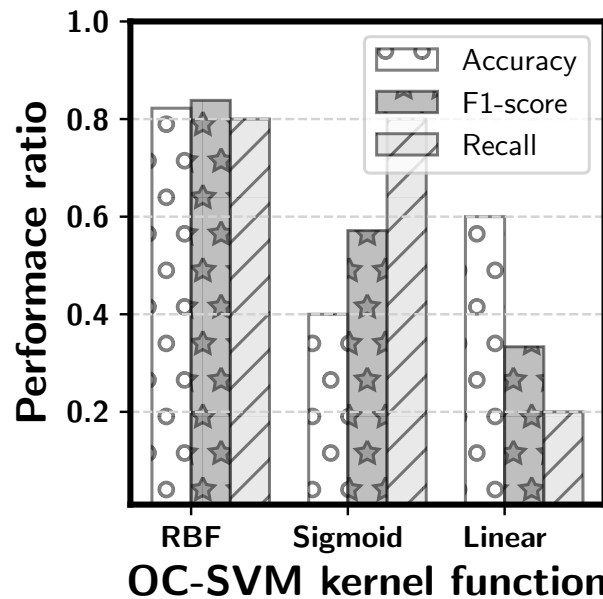 1.0
0.8
0.6
0.4
0.2
Performace ratio
Accuracy
F1-score
Recall
RBF
Sigmoid
Linear
OC-SVM kernel function